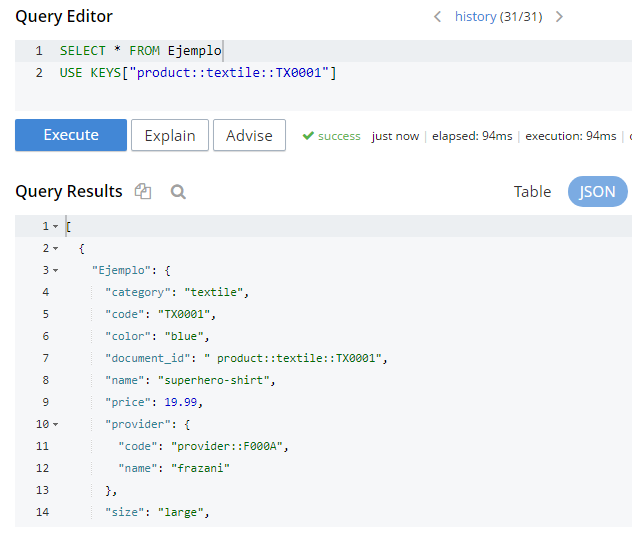 Query Editor
history (31/31)
1 SELECT * FROM Ejemplo
2 USE KEYS["product::textile::TX0001"]
Execute Explain Advise success just now | elapsed: 94ms | execution: 94ms |
Query Results Table JSON
1 [
2 {
3 "Ejemplo": {
4 "category": "textile",
5 "code": "TX0001",
6 "color": "blue",
7 "document_id": " product::textile::TX0001",
8 "name": "superhero-shirt",
9 "price": 19.99,
10 "provider": {
11 "code": "provider::F000A",
12 "name": "frazani"
13 },
14 "size": "large",